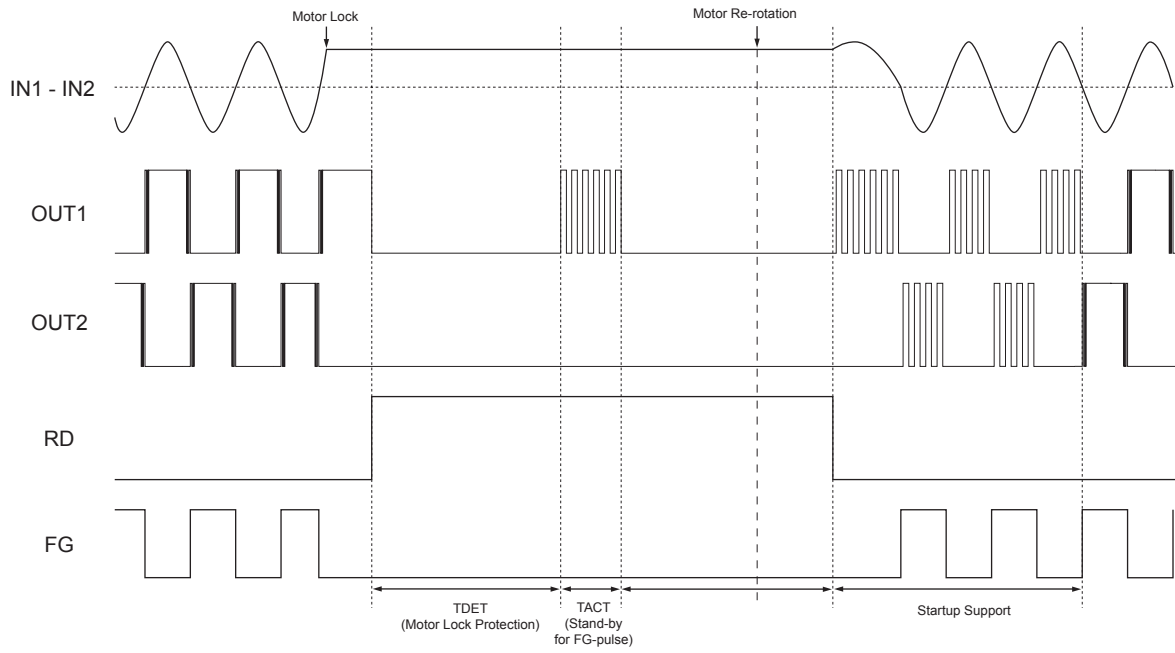 Motor Lock
Motor Re-rotation
IN1 - IN2
OUT1
OUT2
RD
FG
TDET
(Motor Lock Protection)
TACT
(Stand-by
for FG-pulse)
Startup Support